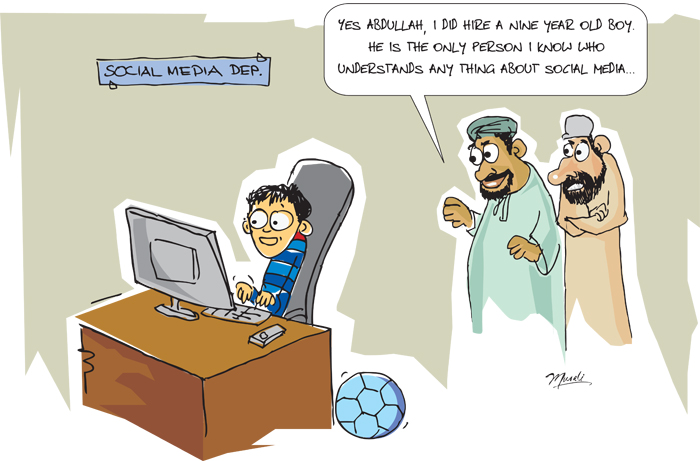 YES ABDULLAH, I DID HIRE A NINE YEAR OLD BOY.
HE IS THE ONLY PERSON I KNOW WHO
UNDERSTANDS ANY THING ABOUT SOCIAL MEDIA...
SOCIAL MEDIA DEP.